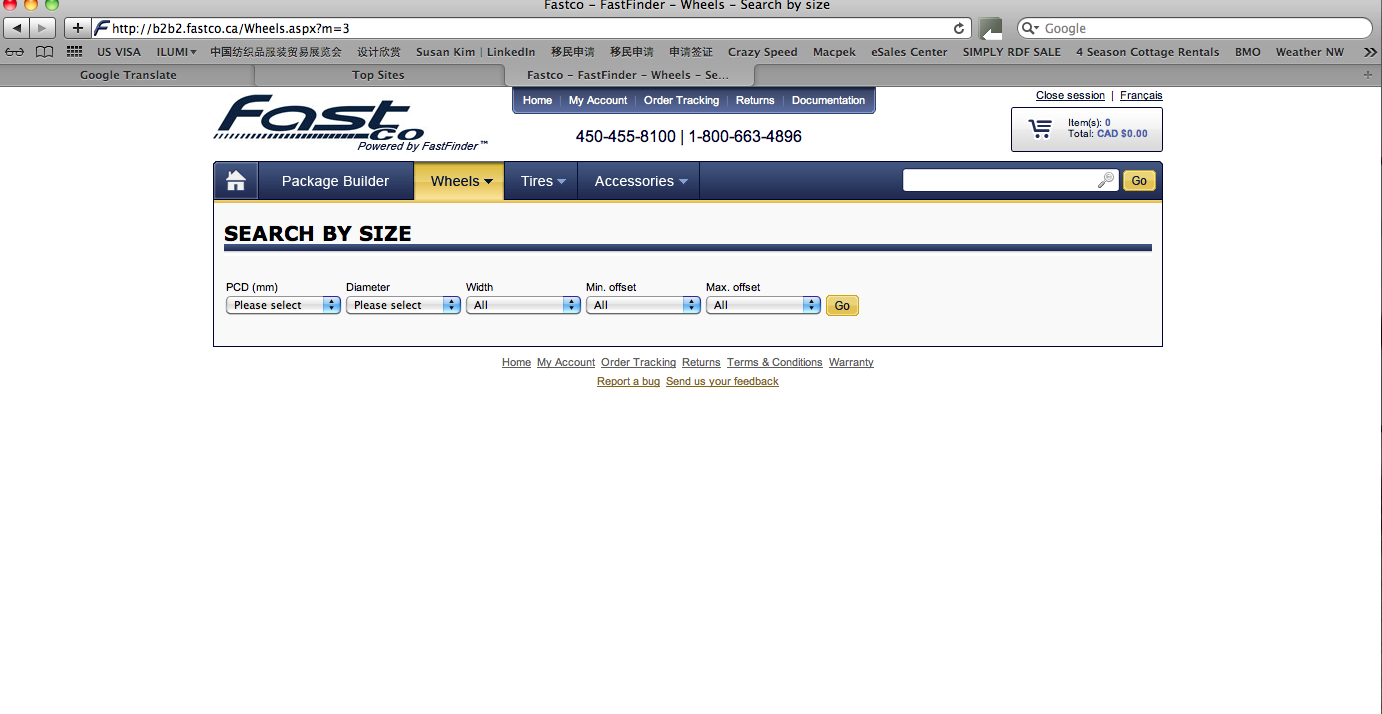 Fastco – FastFinder – Wheels – Search by size
http://b2b2.fastco.ca/Wheels.aspx?m=3
Google
US VISA ILUMI 中国纺织品服装贸易展览会 设计欣赏 Susan Kim | LinkedIn 移民申请 移民申请 申请签证 Crazy Speed Macpek eSales Center SIMPLY RDF SALE 4 Season Cottage Rentals BMO Weather NW
Google Translate Top Sites Fastco – FastFinder – Wheels – Se...
Home My Account Order Tracking Returns Documentation
Close session | Français
Fastco
Powered by FastFinder™
450-455-8100 | 1-800-663-4896
Item(s): 0
Total: CAD $0.00
Package Builder Wheels Tires Accessories Go
SEARCH BY SIZE
PCD (mm) Diameter Width Min. offset Max. offset
Please select Please select All All All Go
Home My Account Order Tracking Returns Terms & Conditions Warranty
Report a bug Send us your feedback